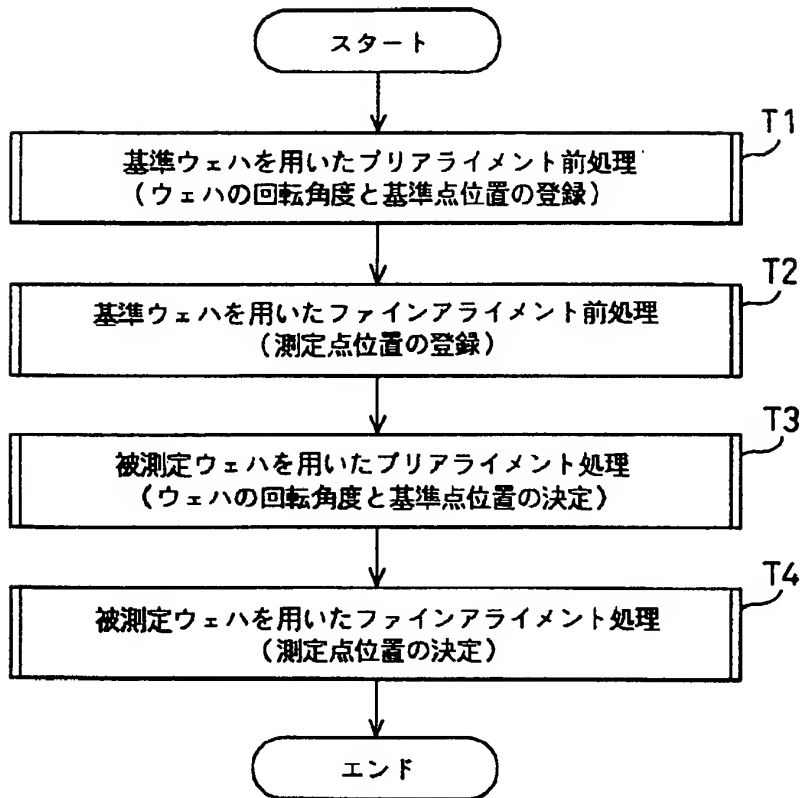 スタート
T1
基準ウェハを用いたプリアライメント前処理
(ウェハの回転角度と基準点位置の登録)
T2
基準ウェハを用いたファインアライメント前処理
(測定点位置の登録)
T3
被測定ウェハを用いたプリアライメント処理
(ウェハの回転角度と基準点位置の決定)
T4
被測定ウェハを用いたファインアライメント処理
(測定点位置の決定)
エンド